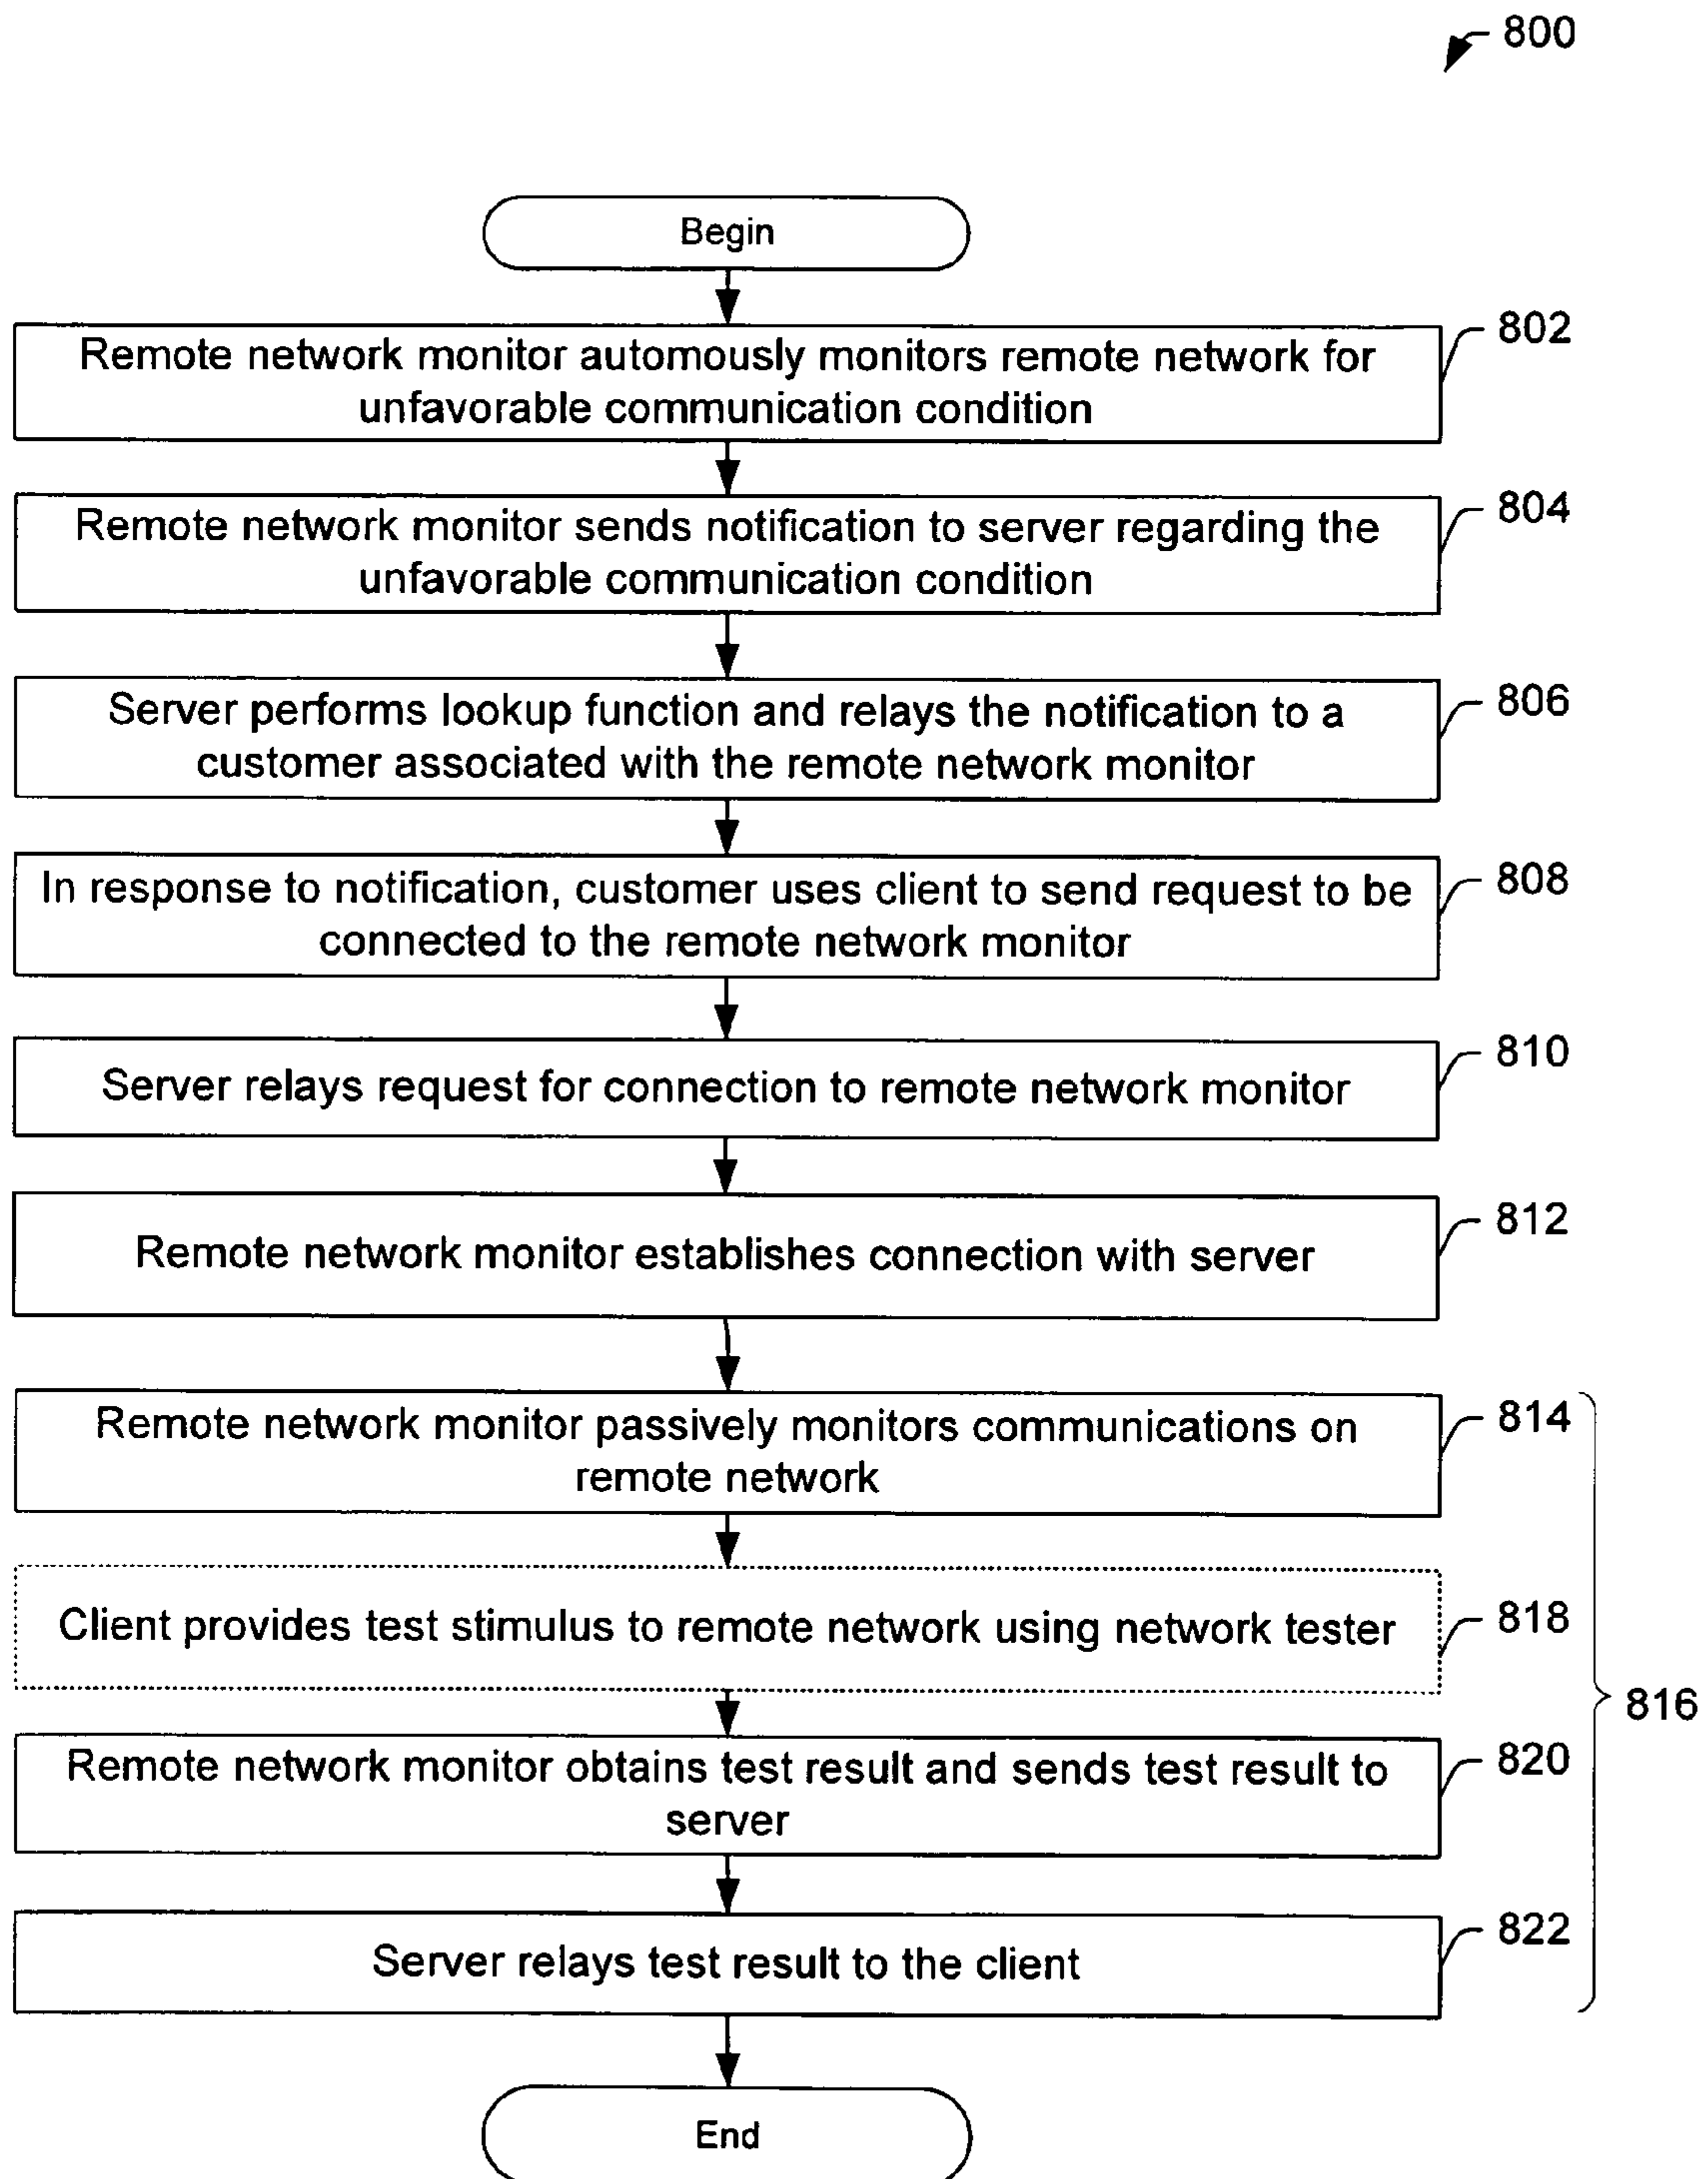 800
Begin
802
Remote network monitor automously monitors remote network for
unfavorable communication condition
804
Remote network monitor sends notification to server regarding the
unfavorable communication condition
806
Server performs lookup function and relays the notification to a
customer associated with the remote network monitor
808
In response to notification, customer uses client to send request to be
connected to the remote network monitor
810
Server relays request for connection to remote network monitor
812
Remote network monitor establishes connection with server
814
Remote network monitor passively monitors communications on
remote network
818
Client provides test stimulus to remote network using network tester
816
820
Remote network monitor obtains test result and sends test result to
server
822
Server relays test result to the client
End